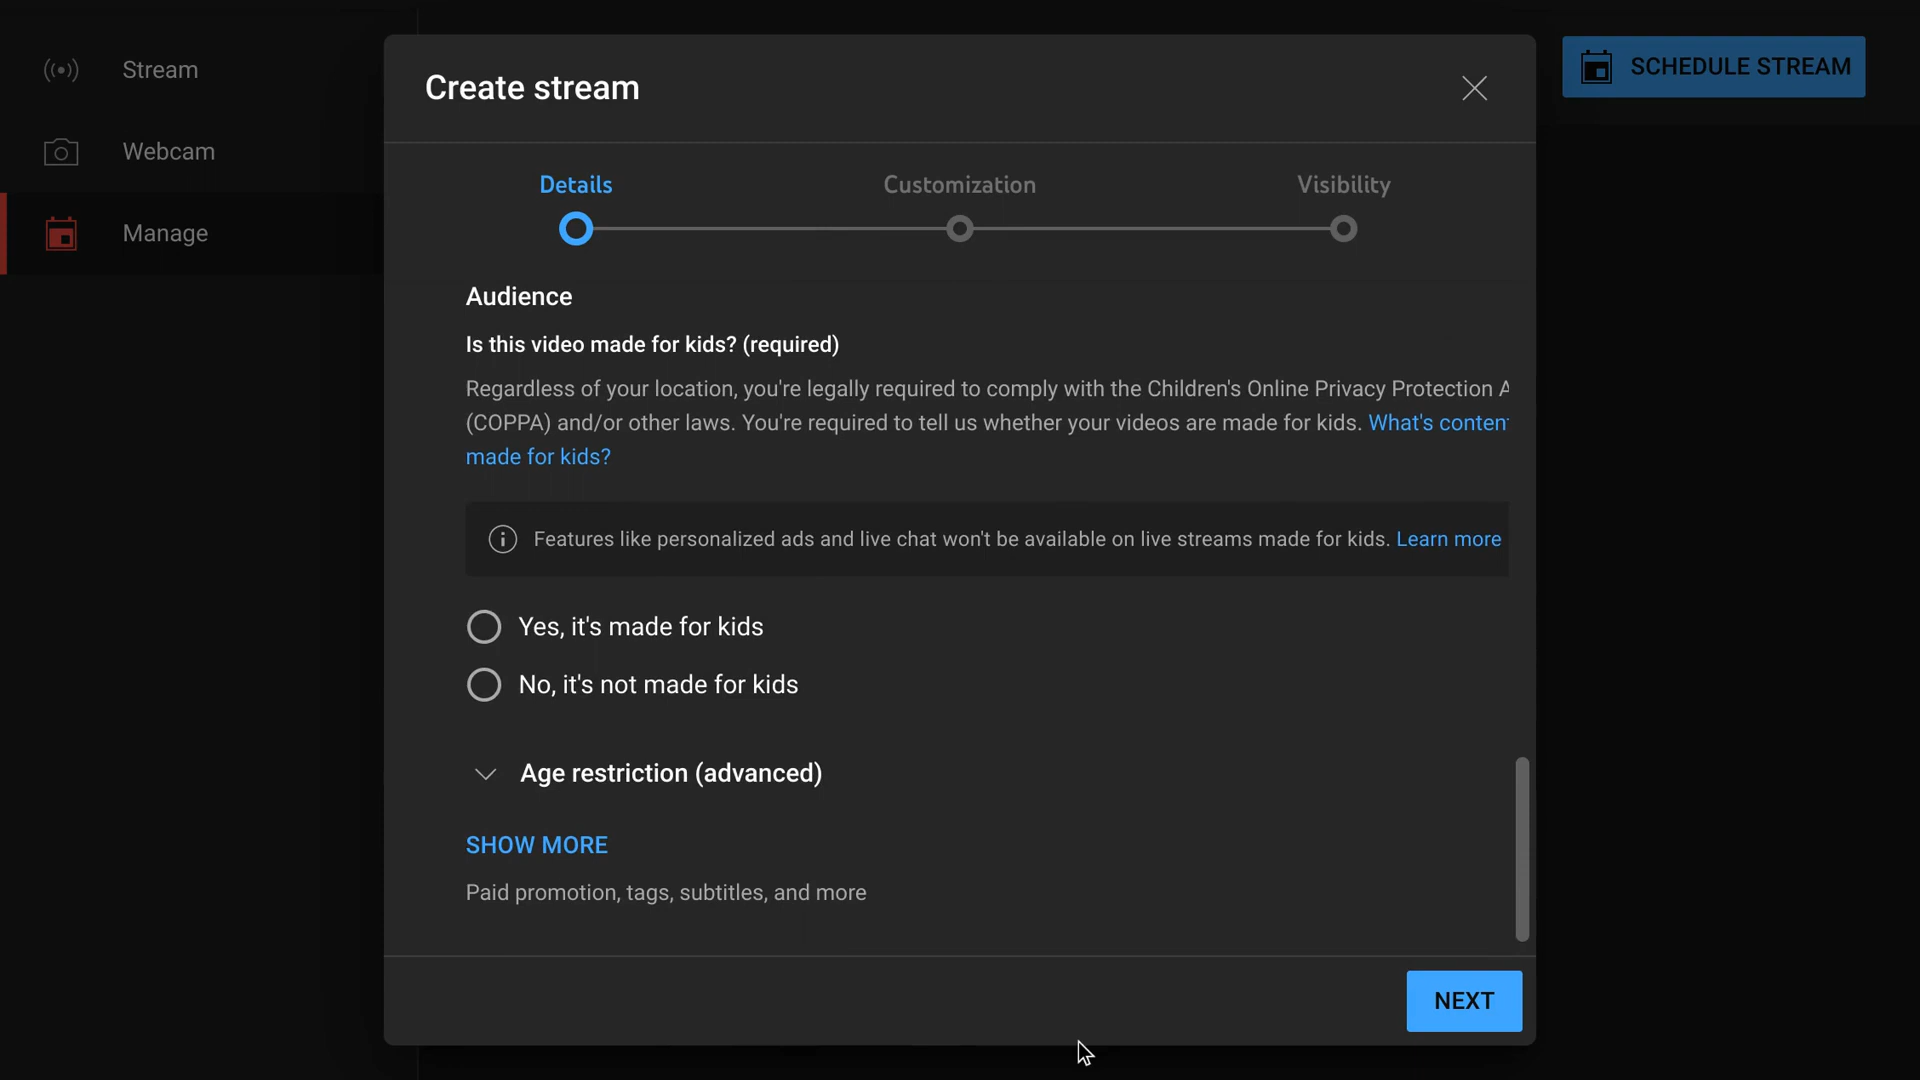 Stream
Webcam
Manage
SCHEDULE STREAM
Create stream
Details
Customization
Visibility
Audience
Is this video made for kids? (required)
Regardless of your location, you're legally required to comply with the Children's Online Privacy Protection A
(COPPA) and/or other laws. You're required to tell us whether your videos are made for kids. What's conten
made for kids?
Features like personalized ads and live chat won't be available on live streams made for kids. Learn more
Yes, it's made for kids
No, it's not made for kids
Age restriction (advanced)
SHOW MORE
Paid promotion, tags, subtitles, and more
NEXT